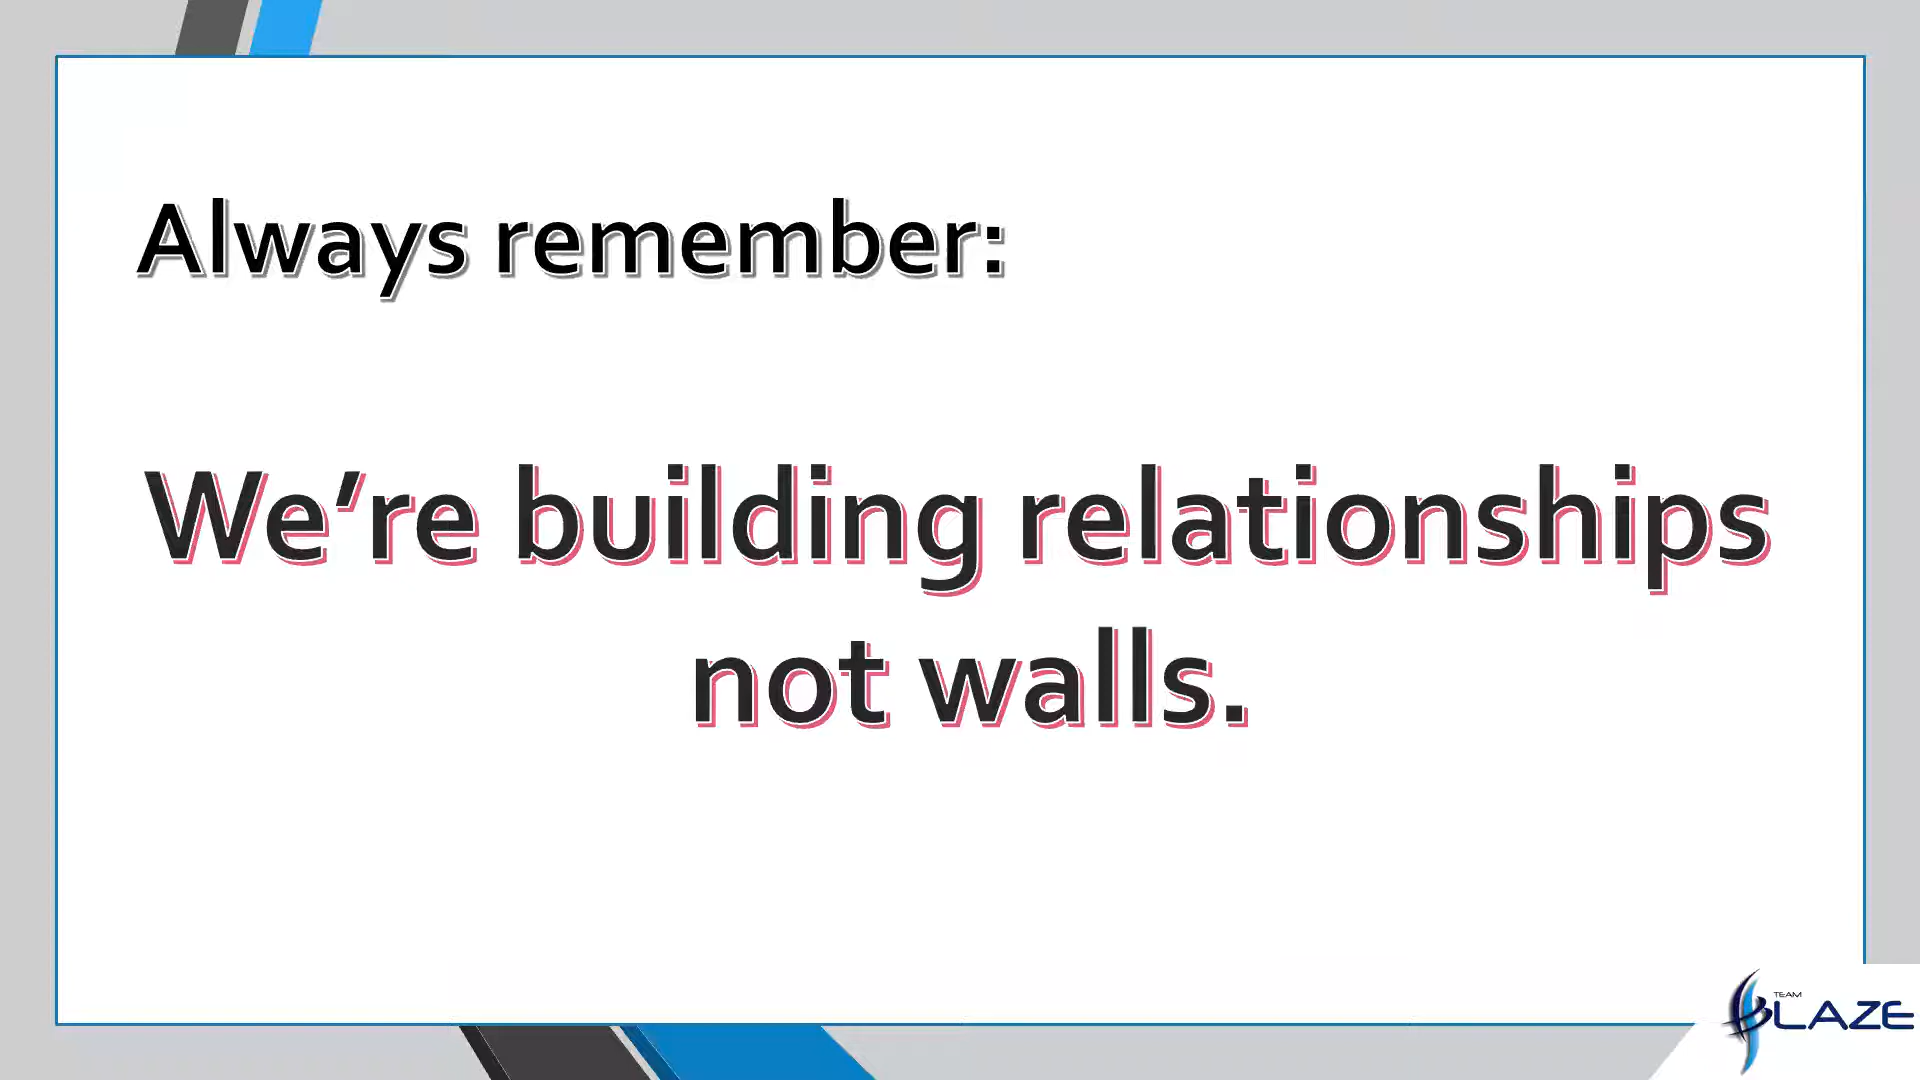 Always remember:
We’re building relationships
not walls.
TEAM
BLAZE